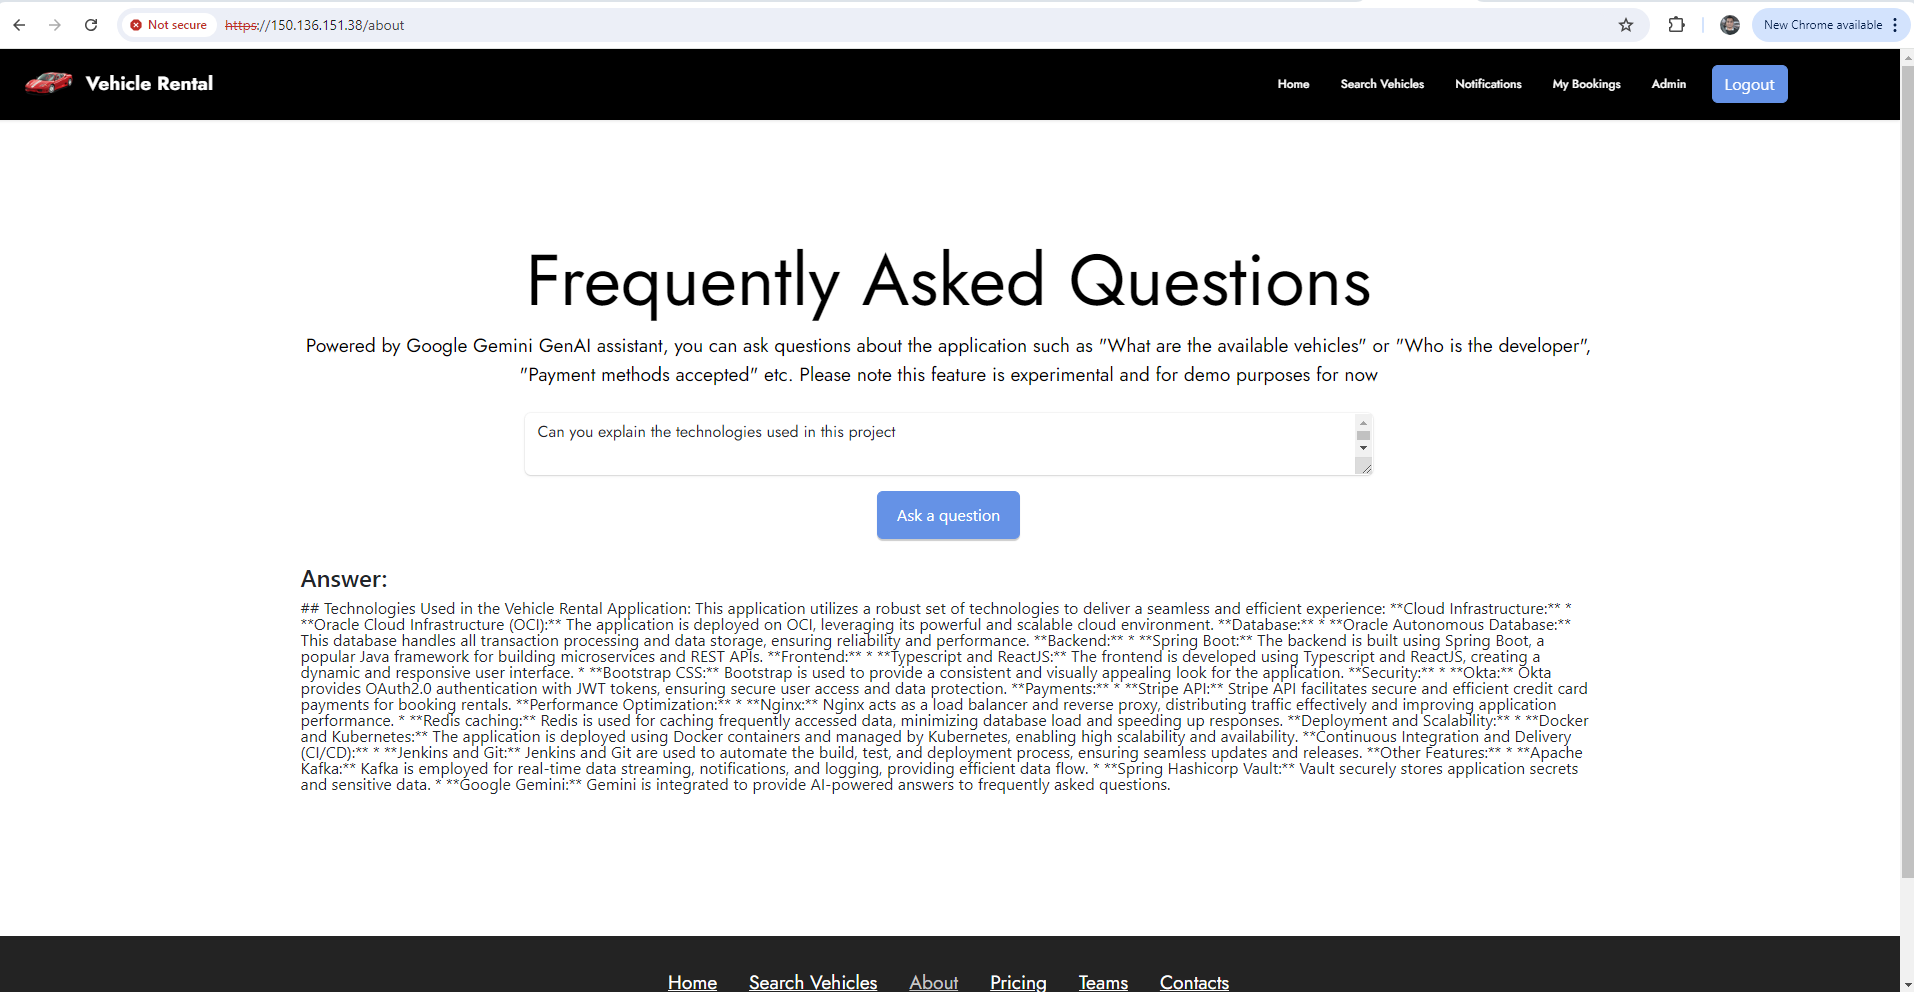 Not secure https://150.136.151.38/about New Chrome available
Vehicle Rental Home Search Vehicles Notifications My Bookings Admin Logout
Frequently Asked Questions
Powered by Google Gemini GenAI assistant, you can ask questions about the application such as "What are the available vehicles" or "Who is the developer",
"Payment methods accepted" etc. Please note this feature is experimental and for demo purposes for now
Can you explain the technologies used in this project
Ask a question
Answer:
## Technologies Used in the Vehicle Rental Application: This application utilizes a robust set of technologies to deliver a seamless and efficient experience: **Cloud Infrastructure:** *
**Oracle Cloud Infrastructure (OCI):** The application is deployed on OCI, leveraging its powerful and scalable cloud environment. **Database:** * **Oracle Autonomous Database:**
This database handles all transaction processing and data storage, ensuring reliability and performance. **Backend:** * **Spring Boot:** The backend is built using Spring Boot, a
popular Java framework for building microservices and REST APIs. **Frontend:** * **Typescript and ReactJS:** The frontend is developed using Typescript and ReactJS, creating a
dynamic and responsive user interface. * **Bootstrap CSS:** Bootstrap is used to provide a consistent and visually appealing look for the application. **Security:** * **Okta:** Okta
provides OAuth2.0 authentication with JWT tokens, ensuring secure user access and data protection. **Payments:** * **Stripe API:** Stripe API facilitates secure and efficient credit card
payments for booking rentals. **Performance Optimization:** * **Nginx:** Nginx acts as a load balancer and reverse proxy, distributing traffic effectively and improving application
performance. * **Redis caching:** Redis is used for caching frequently accessed data, minimizing database load and speeding up responses. **Deployment and Scalability:** * **Docker
and Kubernetes:** The application is deployed using Docker containers and managed by Kubernetes, enabling high scalability and availability. **Continuous Integration and Delivery
(CI/CD):** * **Jenkins and Git:** Jenkins and Git are used to automate the build, test, and deployment process, ensuring seamless updates and releases. **Other Features:** * **Apache
Kafka:** Kafka is employed for real-time data streaming, notifications, and logging, providing efficient data flow. * **Spring Hashicorp Vault:** Vault securely stores application secrets
and sensitive data. * **Google Gemini:** Gemini is integrated to provide AI-powered answers to frequently asked questions.
Home Search Vehicles About Pricing Teams Contacts